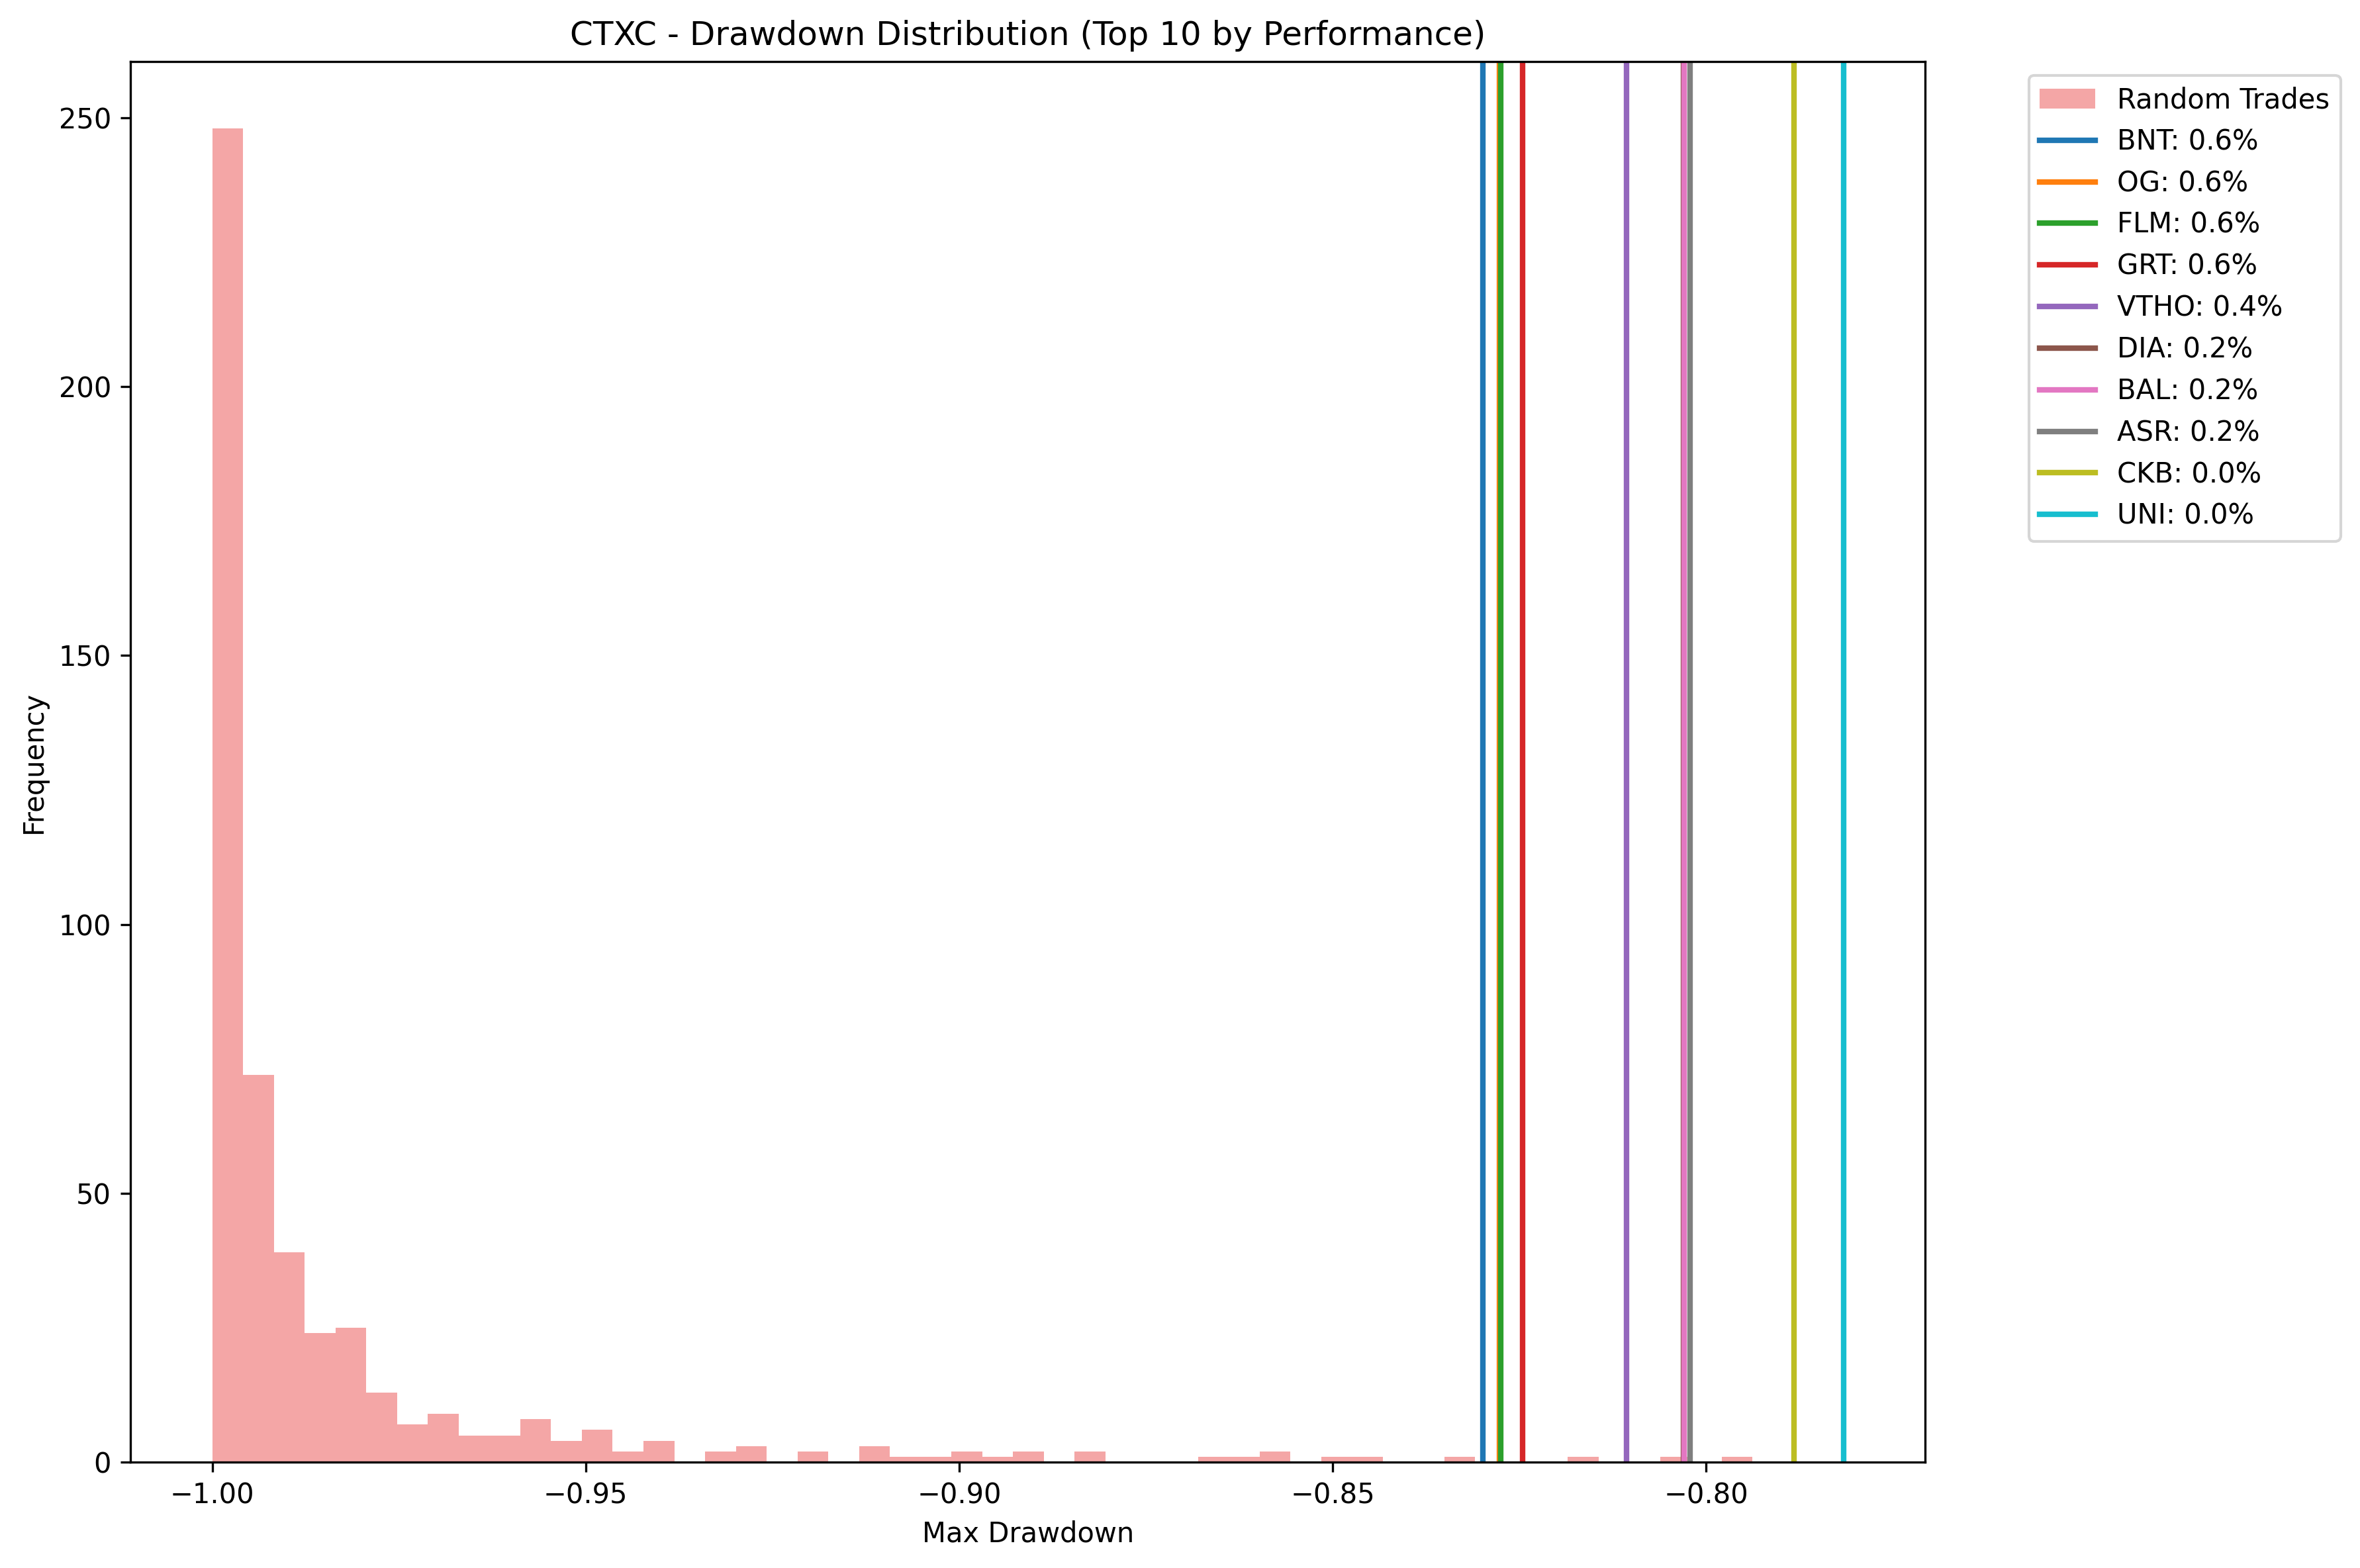 CTXC - Drawdown Distribution (Top 10 by Performance)
Frequency
250
200
150
100
50
0
−1.00
−0.95
−0.90
−0.85
−0.80
Max Drawdown
Random Trades
BNT: 0.6%
OG: 0.6%
FLM: 0.6%
GRT: 0.6%
VTHO: 0.4%
DIA: 0.2%
BAL: 0.2%
ASR: 0.2%
CKB: 0.0%
UNI: 0.0%